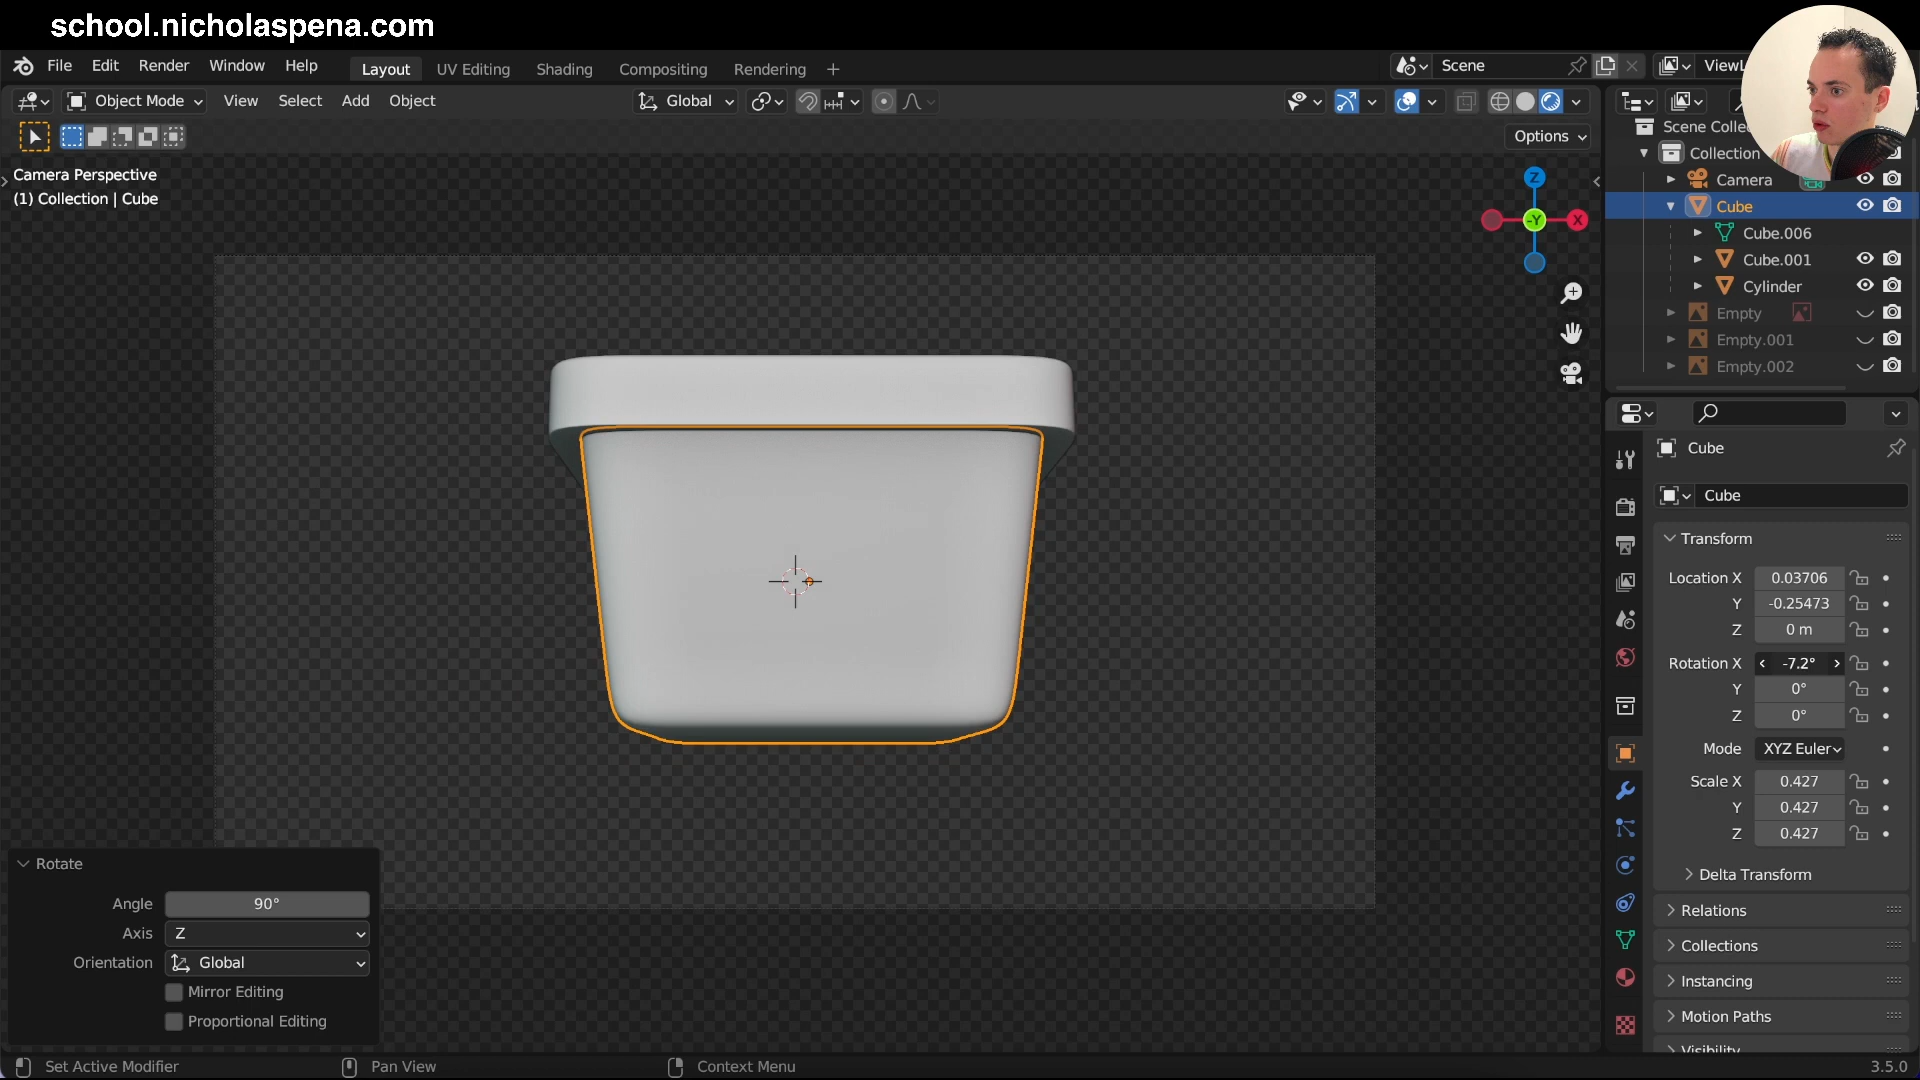 school.nicholaspena.com
File Edit Render Window Help Layout UV Editing Shading Compositing Rendering + Scene
Object Mode View Select Add Object Global
Options
Camera Perspective
(1) Collection | Cube
Z
-Y X
Collection
Camera
Cube
Cube.006
Cube.001
Cylinder
Empty
Empty.001
Empty.002
Cube
Cube
Transform
Location X 0.03706
Y -0.25473
Z 0 m
Rotation X -7.2°
Y 0°
Z 0°
Mode XYZ Euler
Scale X 0.427
Y 0.427
Z 0.427
Delta Transform
Relations
Collections
Instancing
Motion Paths
Visibility
Rotate
Angle 90°
Axis Z
Orientation Global
Mirror Editing
Proportional Editing
Set Active Modifier Pan View Context Menu 3.5.0